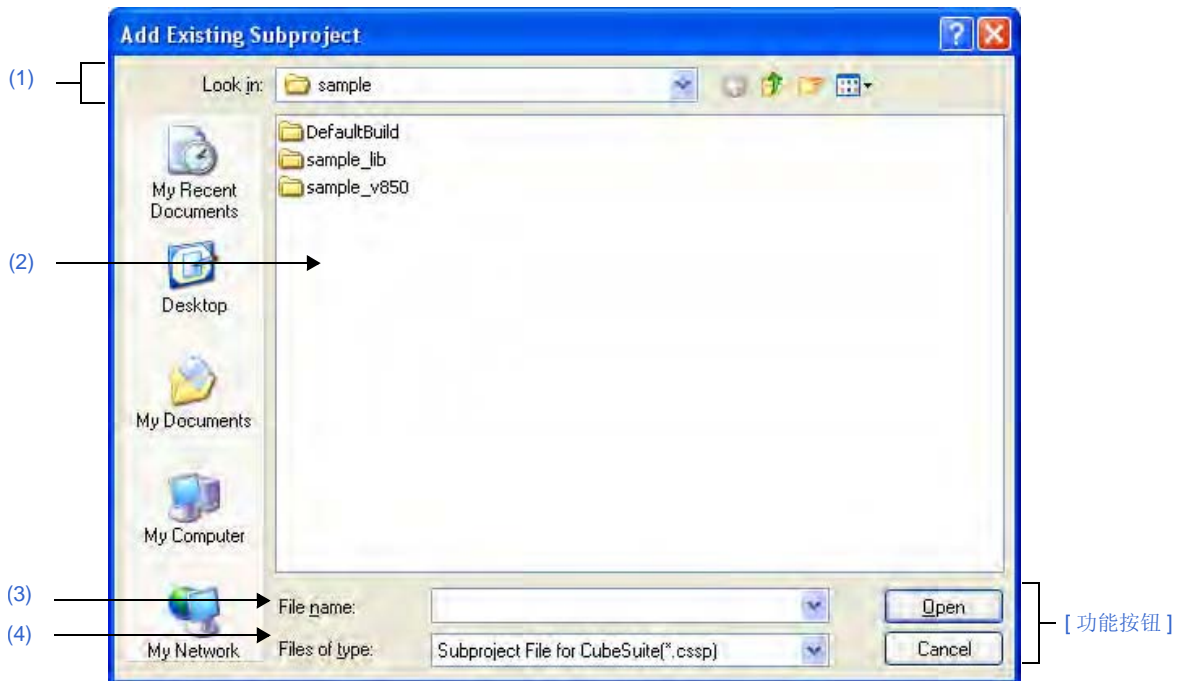 Add Existing Subproject
(1)
Look in:
sample
DefaultBuild
sample_lib
sample_v850
My Recent
Documents
(2)
Desktop
My Documents
My Computer
(3)
File name:
Open
[ 功能按钮 ]
(4)
My Network
Files of type:
Subproject File for CubeSuite(*.cssp)
Cancel